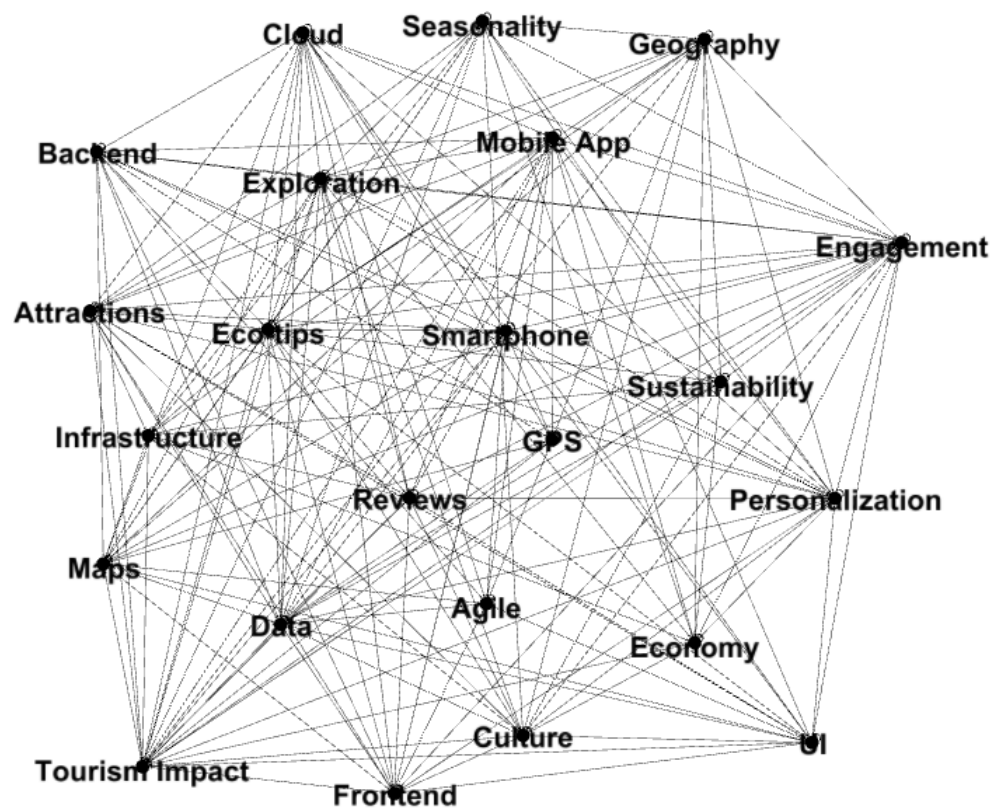 Cloud
Seasonality
Geography
Backend
Mobile App
Exploration
Engagement
Attractions
Eco-tips
Smartphone
Sustainability
Infrastructure
GPS
Reviews
Personalization
Maps
Data
Agile
Economy
Culture
UI
Tourism Impact
Frontend